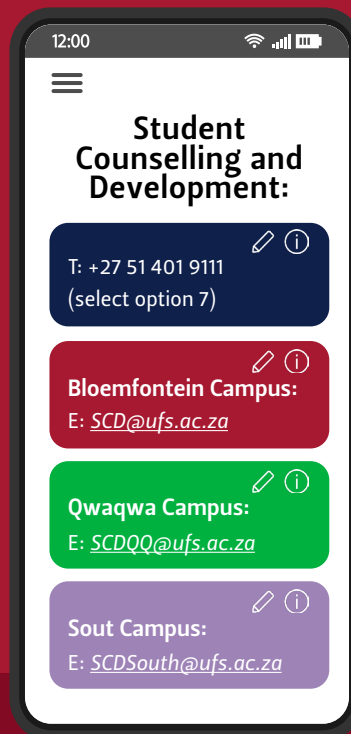 12:00
Student
Counselling and
Development:
T: +27 51 401 9111
(select option 7)
Bloemfontein Campus:
E: SCD@ufs.ac.za
Qwaqwa Campus:
E: SCDQQ@ufs.ac.za
Sout Campus:
E: SCDSouth@ufs.ac.za